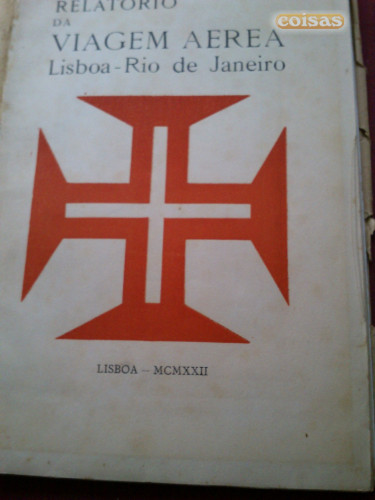 coisas
RELATORIO
DA
VIAGEM AEREA
Lisboa-Rio de Janeiro
LISBOA — MCMXXII